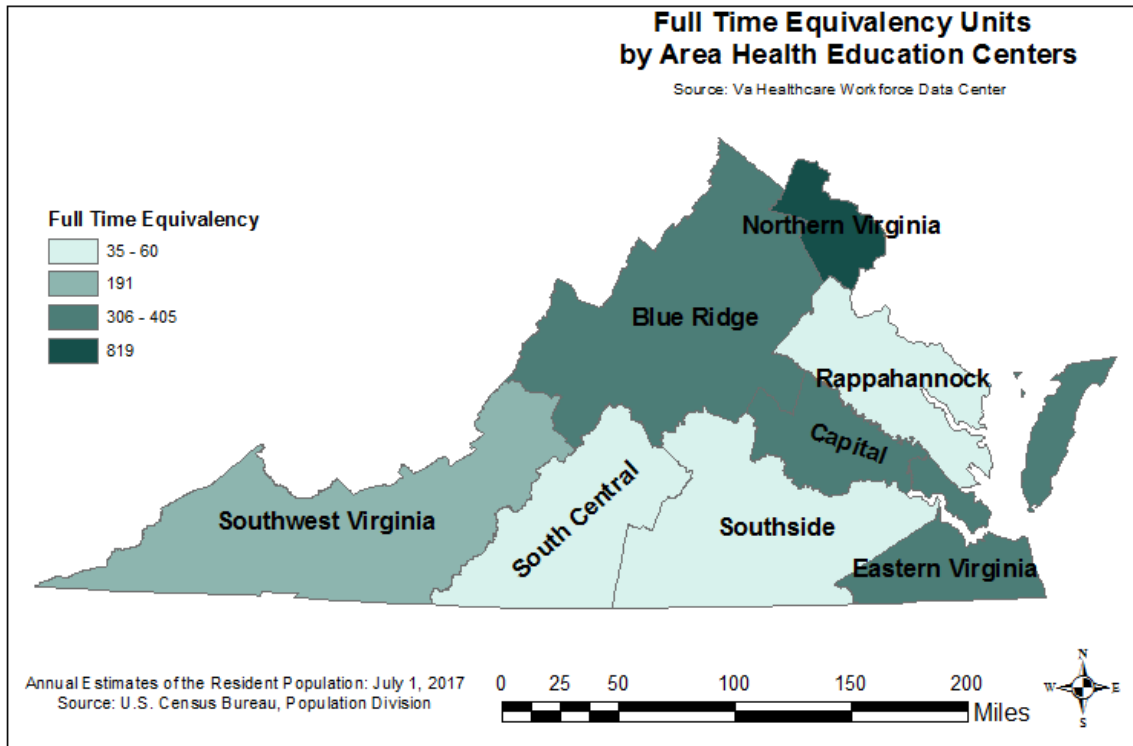 Full Time Equivalency Units
by Area Health Education Centers
Source: Va Healthcare Workforce Data Center
Full Time Equivalency
35 - 60
191
306 - 405
819
Northern Virginia
Blue Ridge
Rappahannock
Capital
South Central
Southwest Virginia
Southside
Eastern Virginia
Annual Estimates of the Resident Population: July 1, 2017
Source: U.S. Census Bureau, Population Division
0 25 50 100 150 200
Miles
N
W E
S